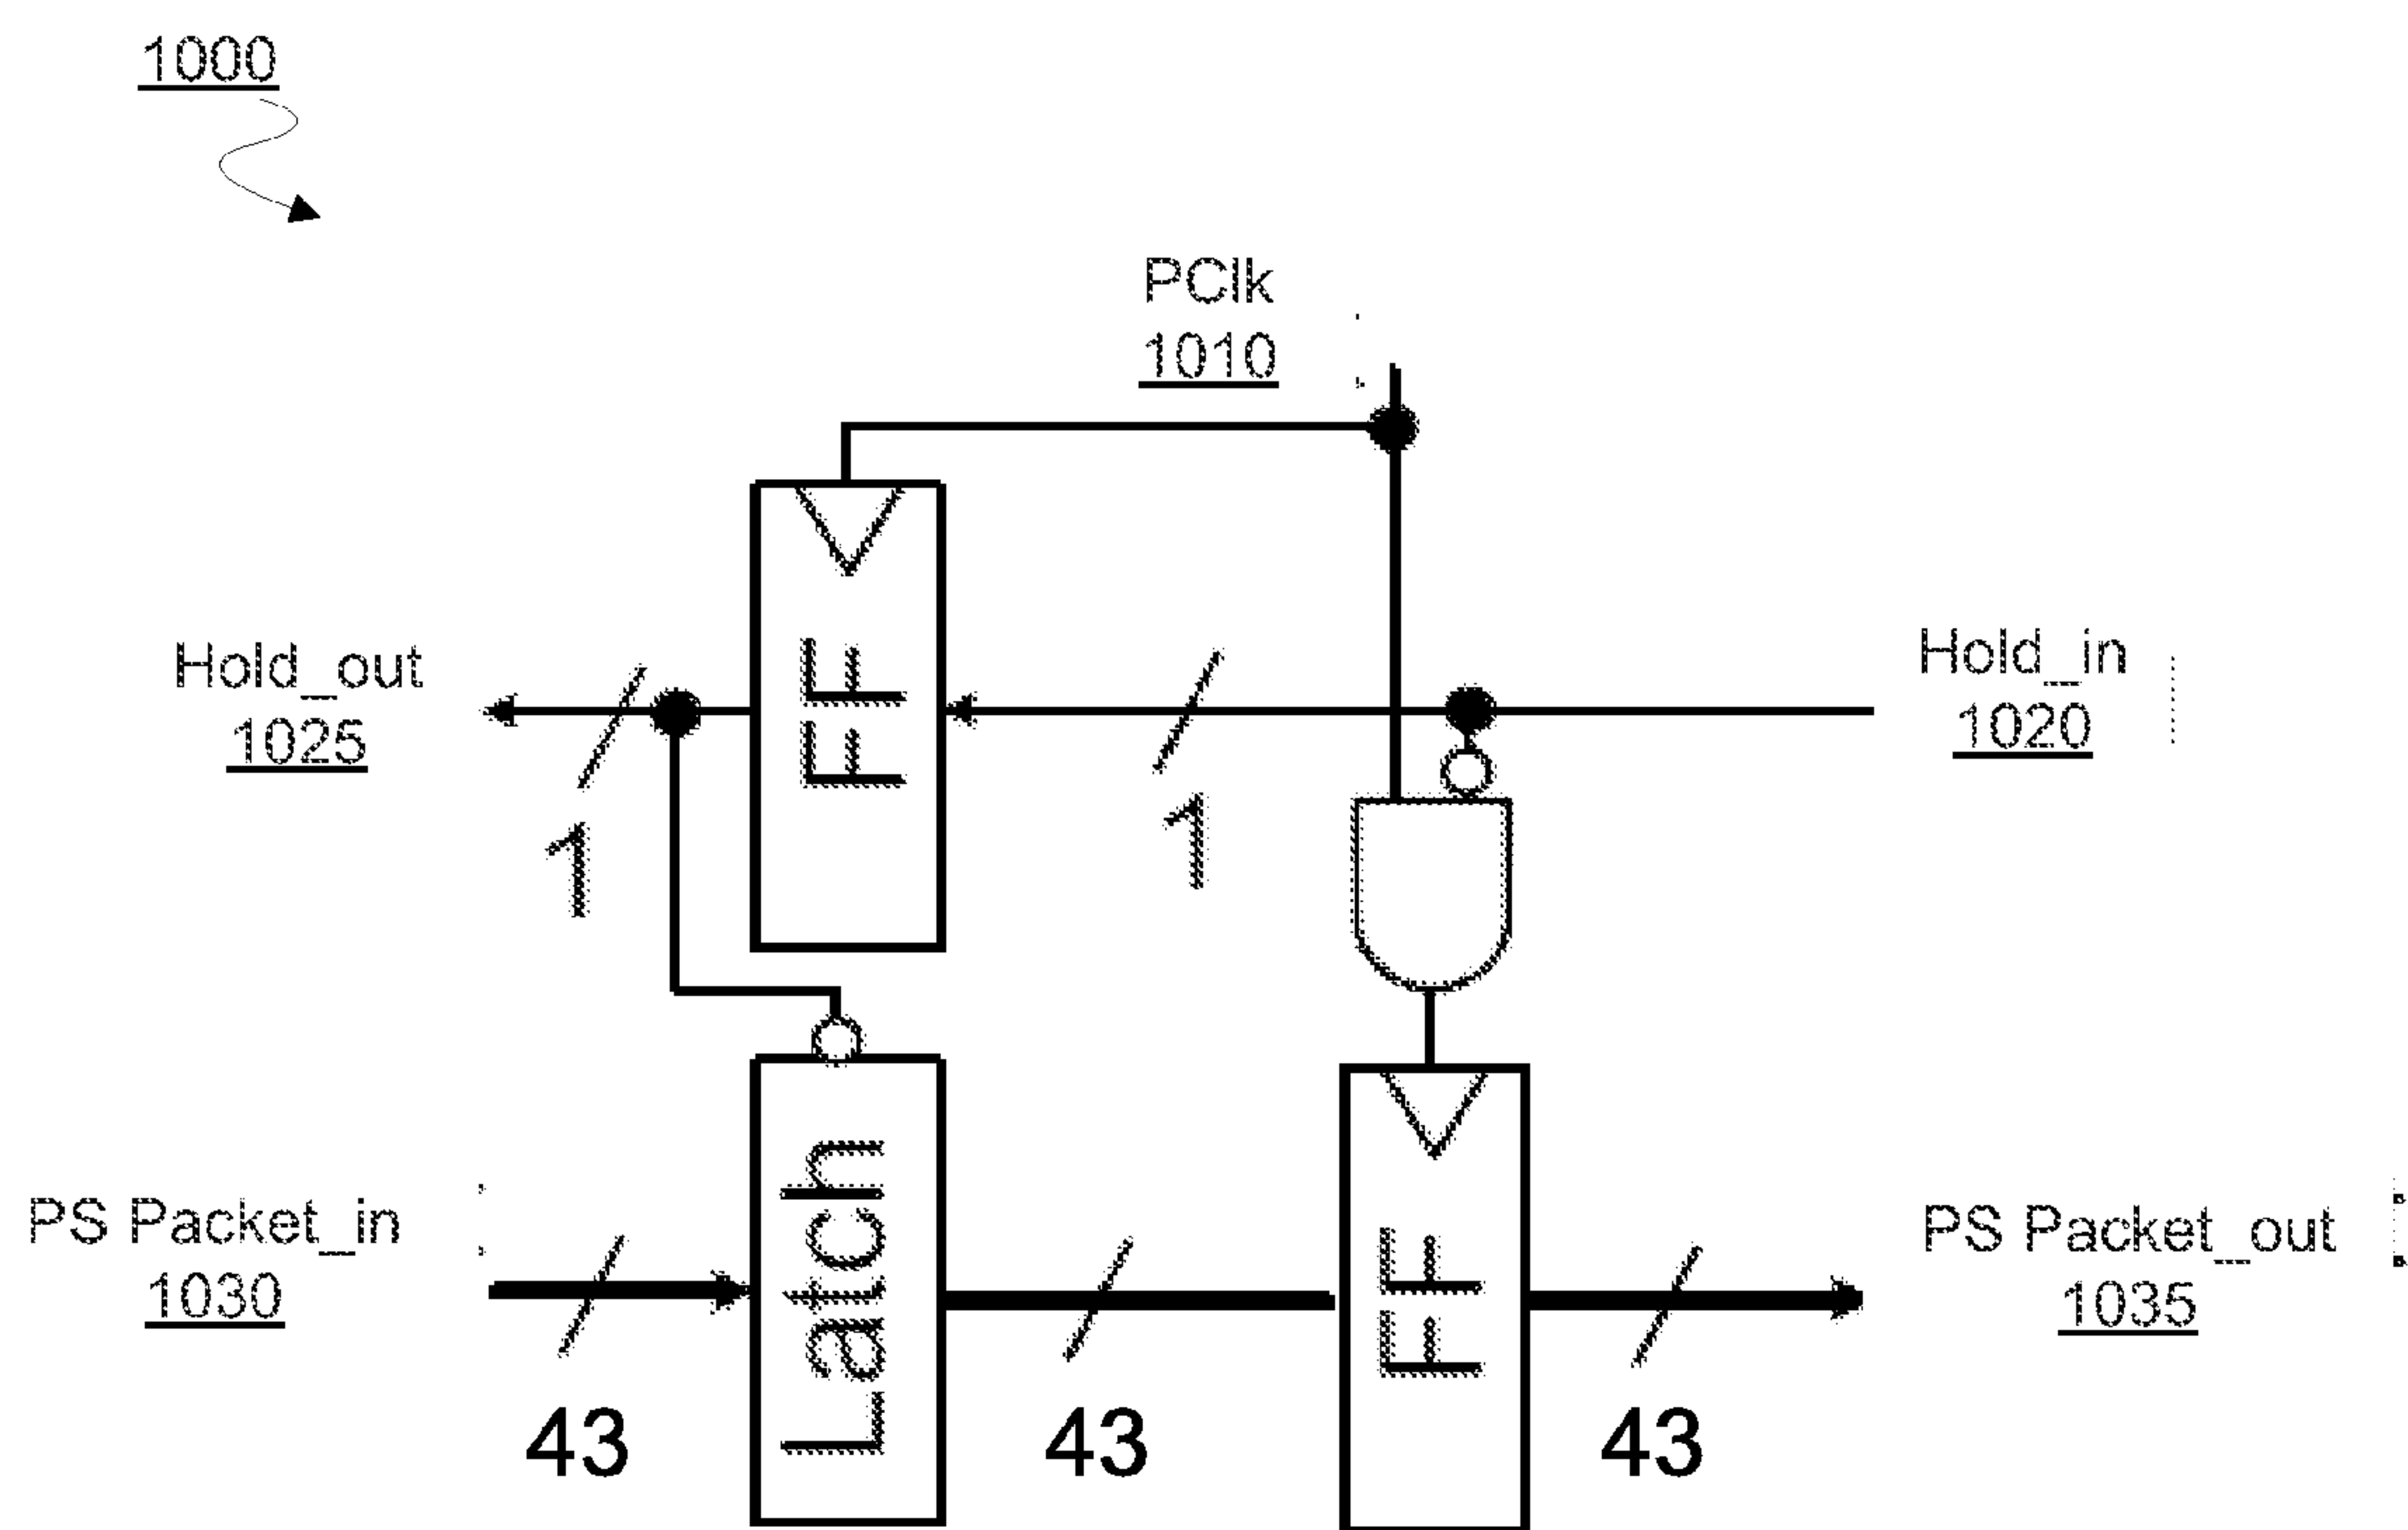 1000
PClk
1010
Hold_out
1025
FF
Hold_in
1020
1
1
PS Packet_in
1030
Latch
FF
PS Packet_out
1035
43
43
43